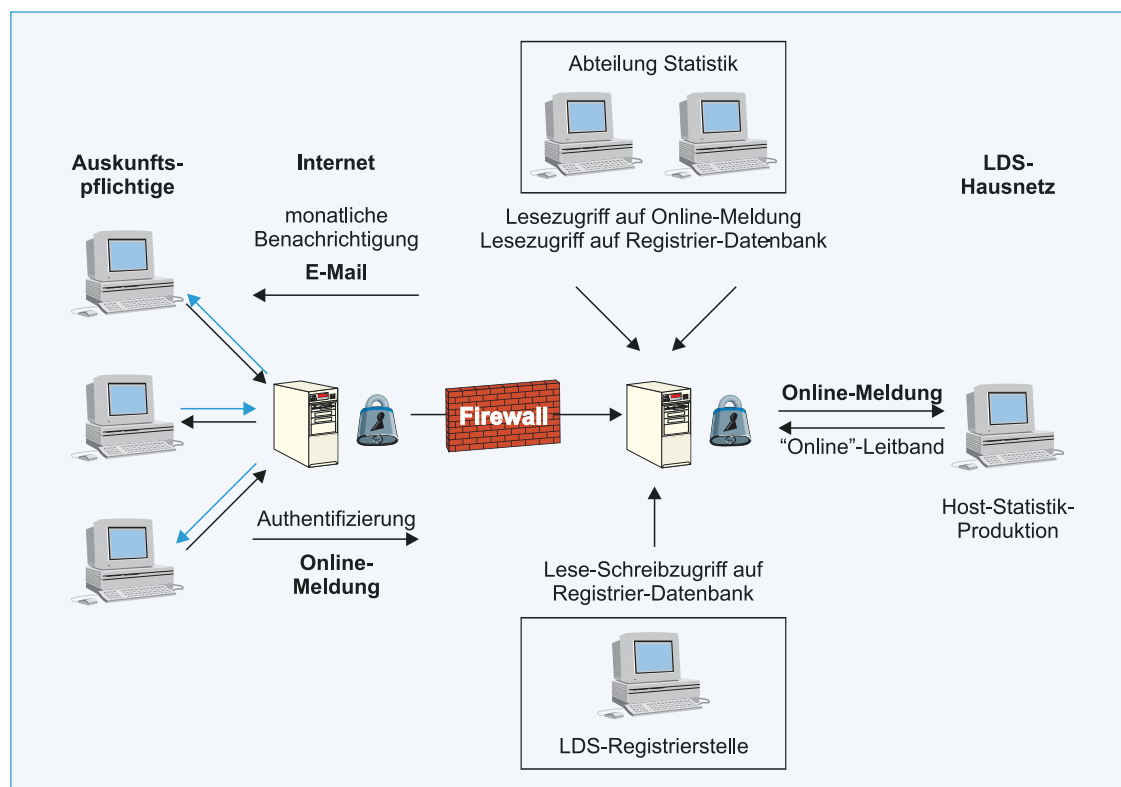 Abteilung Statistik
Auskunfts-
pflichtige
Internet
LDS-
Hausnetz
monatliche
Benachrichtigung
E-Mail
Lesezugriff auf Online-Meldung
Lesezugriff auf Registrier-Datenbank
Firewall
Online-Meldung
“Online”-Leitband
Host-Statistik-
Produktion
Authentifizierung
Online-
Meldung
Lese-Schreibzugriff auf
Registrier-Datenbank
LDS-Registrierstelle